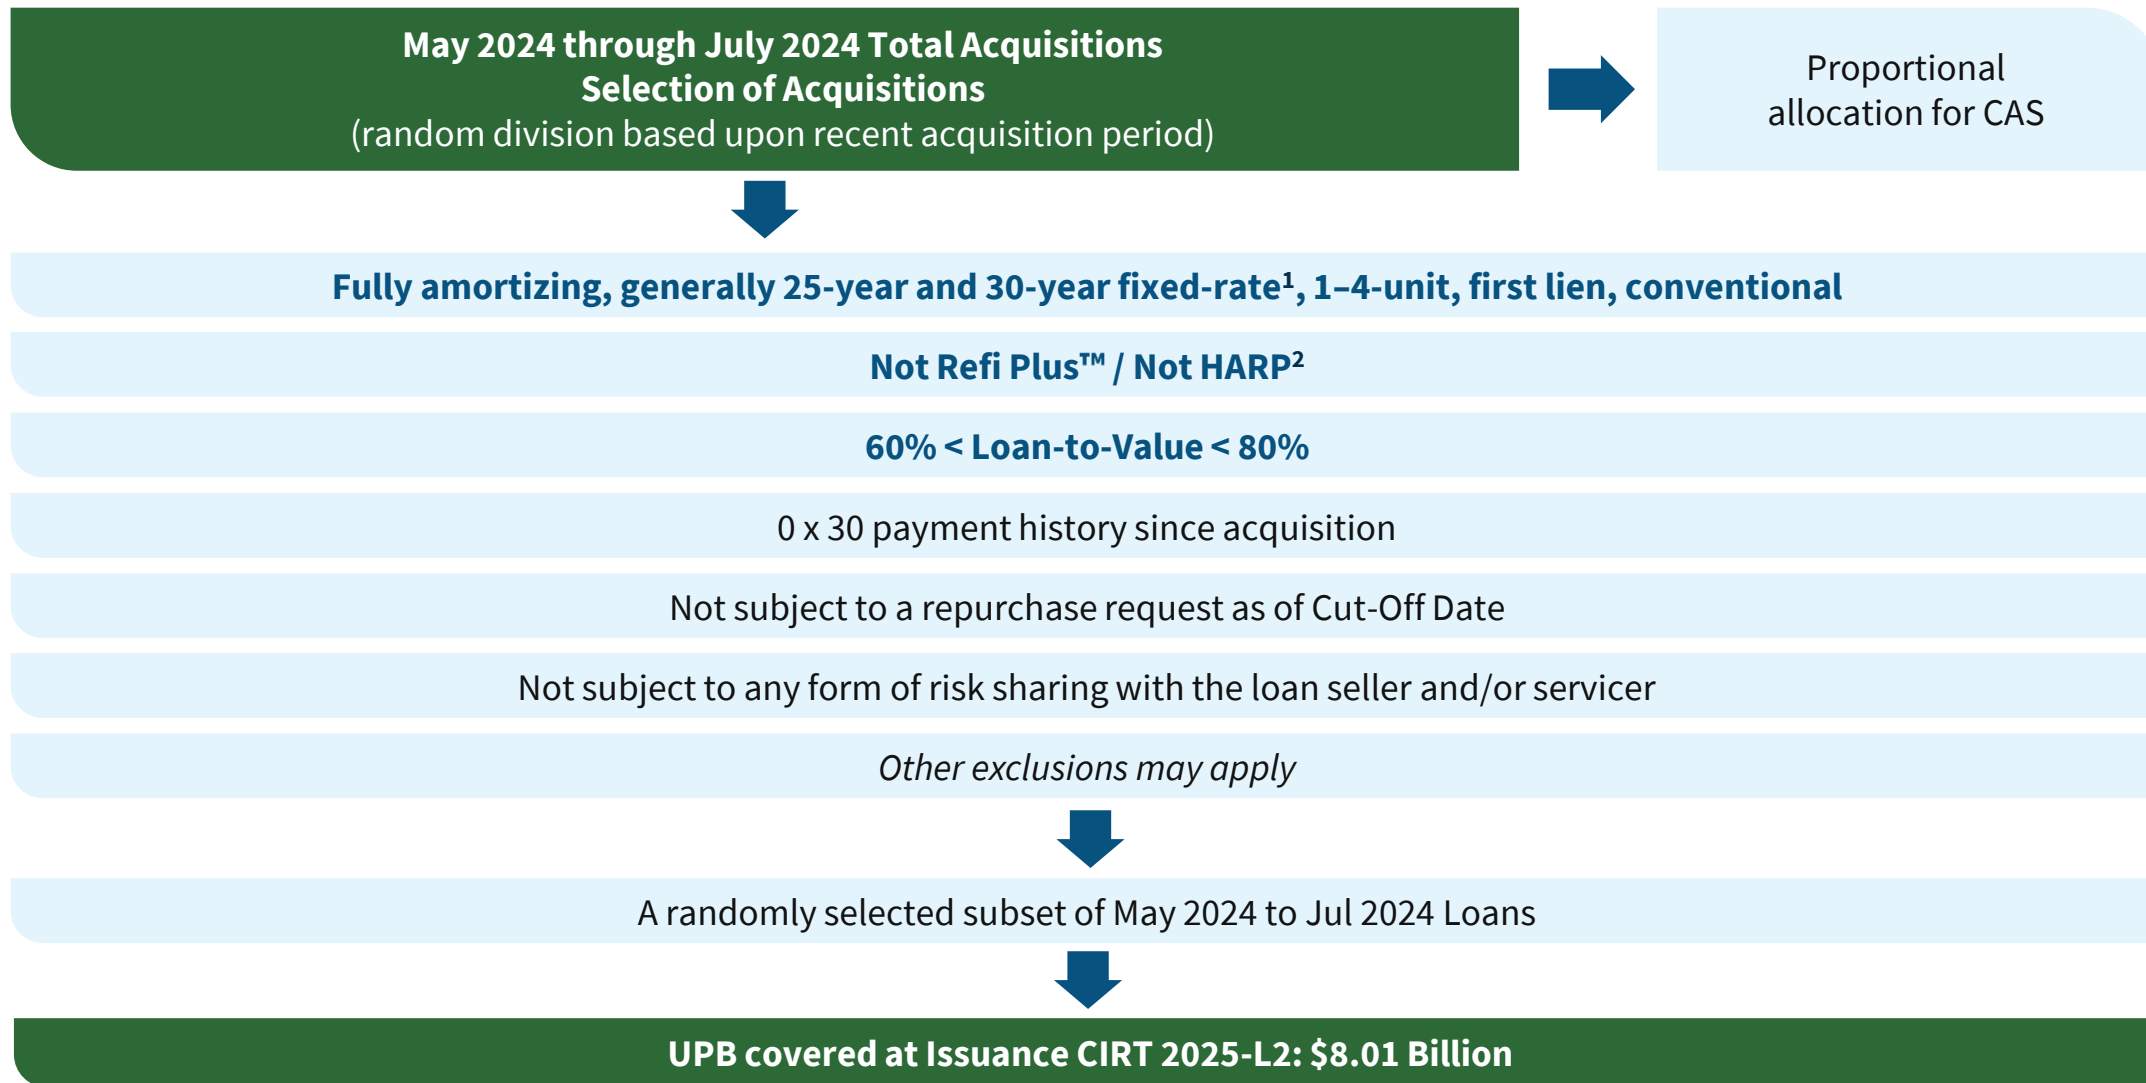 May 2024 through July 2024 Total Acquisitions
Selection of Acquisitions
(random division based upon recent acquisition period)
Proportional
allocation for CAS
Fully amortizing, generally 25-year and 30-year fixed-rate¹, 1–4-unit, first lien, conventional
Not Refi Plus™ / Not HARP²
60% < Loan-to-Value < 80%
0 x 30 payment history since acquisition
Not subject to a repurchase request as of Cut-Off Date
Not subject to any form of risk sharing with the loan seller and/or servicer
Other exclusions may apply
A randomly selected subset of May 2024 to Jul 2024 Loans
UPB covered at Issuance CIRT 2025-L2: $8.01 Billion